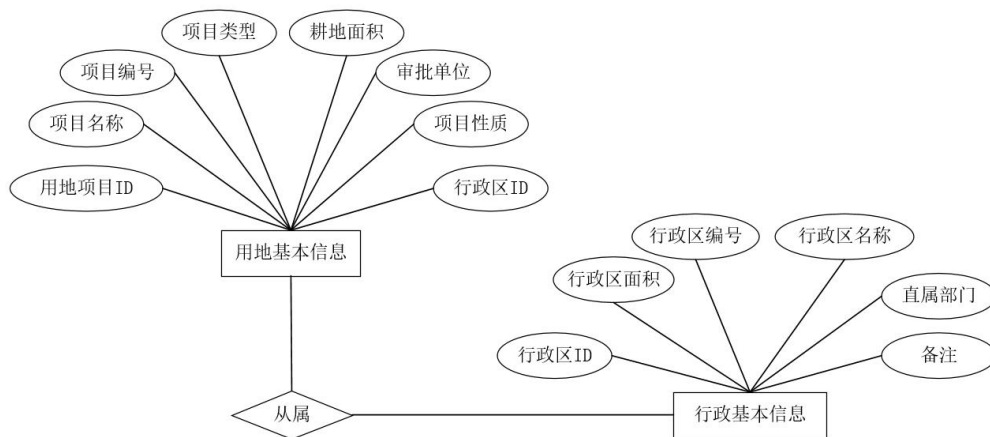 项目类型
耕地面积
项目编号
审批单位
项目名称
项目性质
用地项目ID
行政区ID
用地基本信息
行政区编号
行政区名称
行政区面积
直属部门
行政区ID
备注
从属
行政基本信息